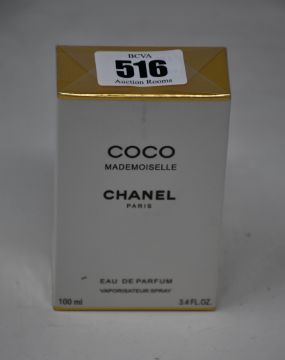 BCVA
516
Auction Rooms
COCO
MADEMOISELLE
CHANEL
PARIS
EAU DE PARFUM
VAPORISATEUR-SPRAY
100 ml 3.4 FL.OZ.